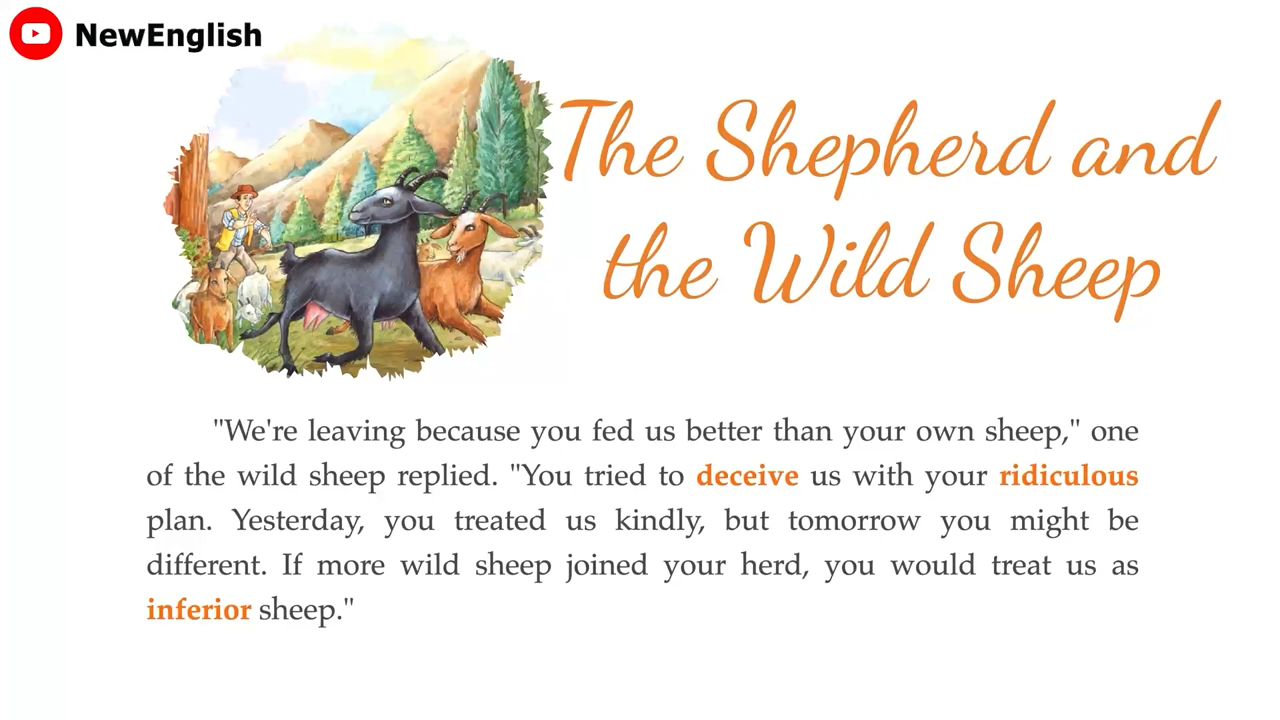 NewEnglish
The Shepherd and
the Wild Sheep
"We're leaving because you fed us better than your own sheep," one
of the wild sheep replied. "You tried to deceive us with your ridiculous
plan. Yesterday, you treated us kindly, but tomorrow you might be
different. If more wild sheep joined your herd, you would treat us as
inferior sheep."